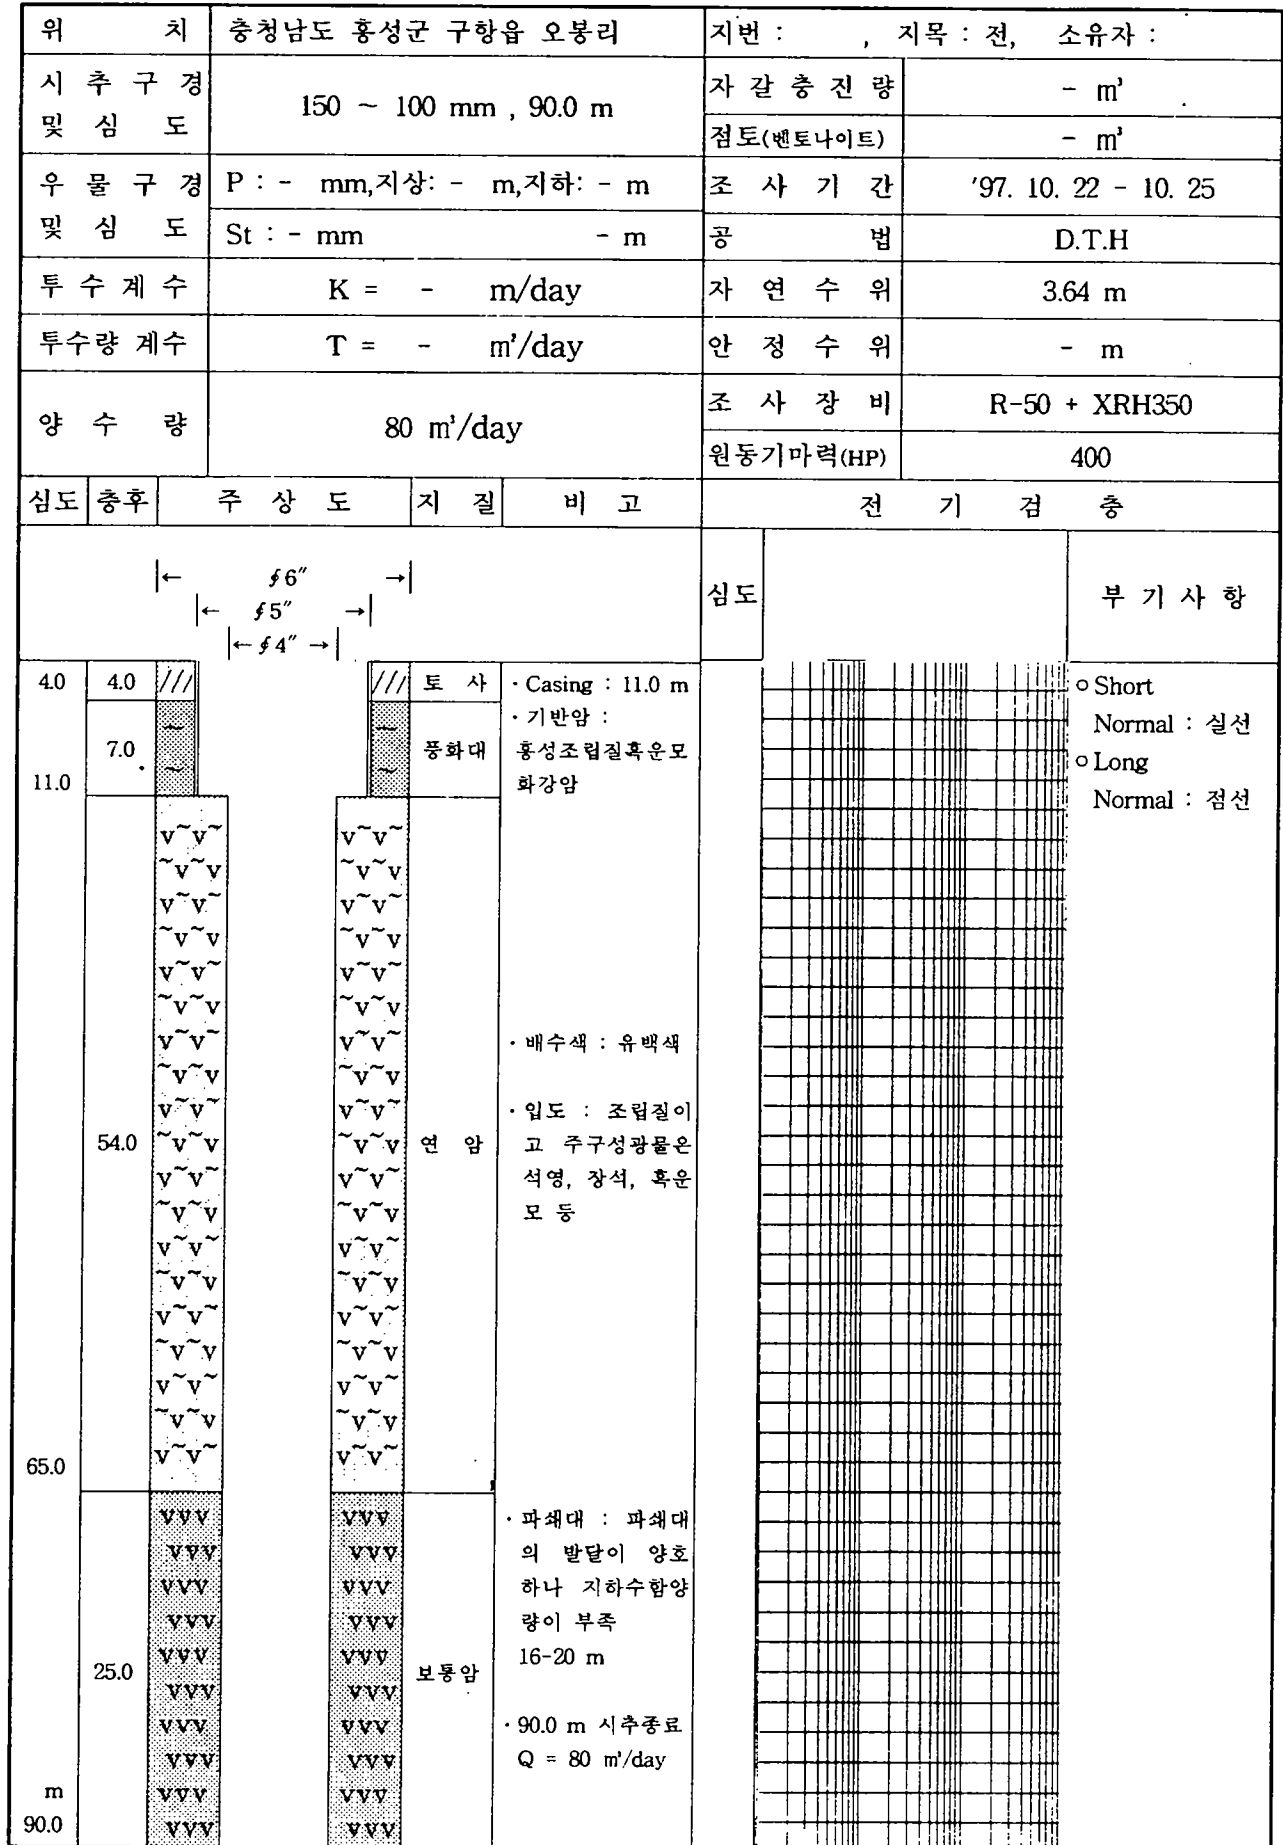 위 치 충청남도 홍성군 구항읍 오봉리 지번 : , 지목 : 전, 소유자 :
시 추 구 경 및 심 도 150 ~ 100 mm , 90.0 m 자 갈 충 진 량 - m³
점토(벤토나이트) - m³
우 물 구 경 및 심 도 P : - mm,지상: - m,지하: - m 조 사 기 간 '97. 10. 22 - 10. 25
St : - mm - m 공 법 D.T.H
투 수 계 수 K = - m/day 자 연 수 위 3.64 m
투수량 계수 T = - m²/day 안 정 수 위 - m
양 수 량 80 m³/day 조 사 장 비 R-50 + XRH350
원동기마력(HP) 400
심도 층후 주 상 도 지 질 비 고 전 기 검 층
심도 부 기 사 항
← ∮6″ →
← ∮5″ →
← ∮4″ →
4.0 4.0 토 사 · Casing : 11.0 m
11.0 7.0 풍화대 · 기반암 :
홍성조립질흑운모
화강암
○ Short
Normal : 실선
○ Long
Normal : 점선
65.0 54.0 연 암 · 배수색 : 유백색
· 입도 : 조립질이
고 주구성광물은
석영, 장석, 흑운
모 등
m
90.0 25.0 보통암 · 파쇄대 : 파쇄대
의 발달이 양호
하나 지하수함양
량이 부족
16-20 m
· 90.0 m 시추종료
Q = 80 m³/day